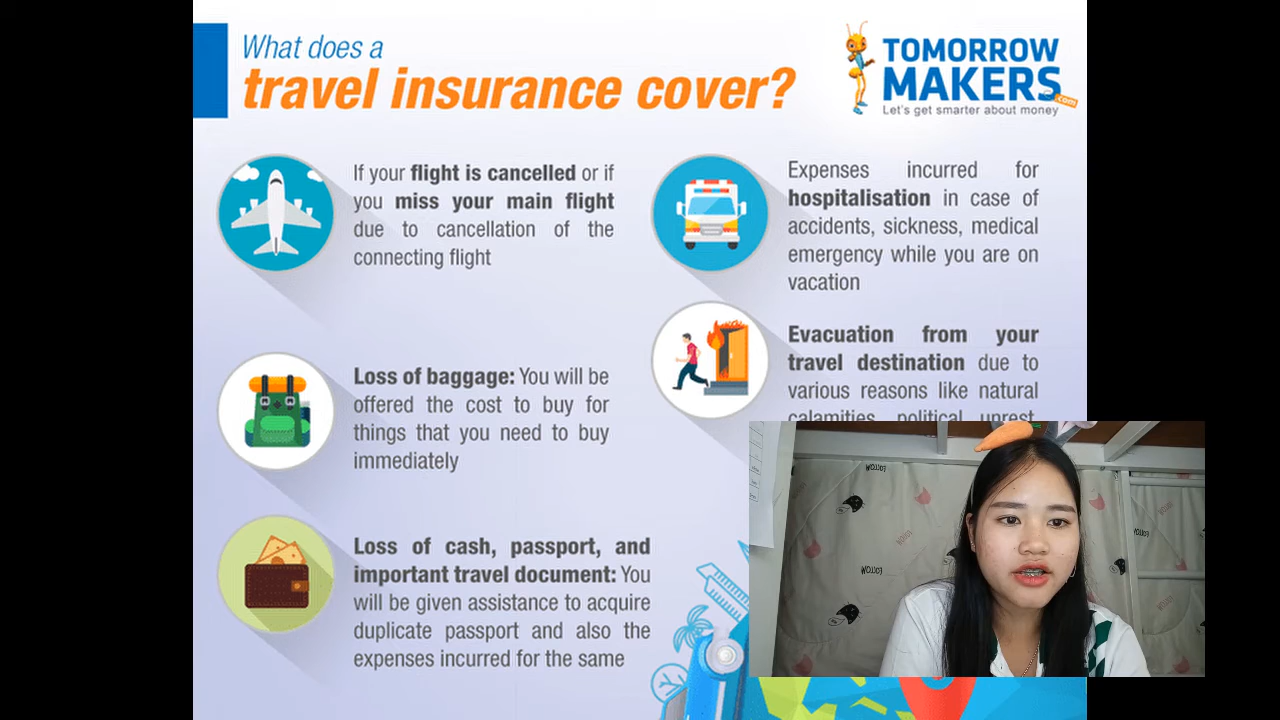 What does a
travel insurance cover?
TOMORROW
MAKERS
.com
Let's get smarter about money
If your flight is cancelled or if
you miss your main flight
due to cancellation of the
connecting flight
Loss of baggage: You will be
offered the cost to buy for
things that you need to buy
immediately
Loss of cash, passport, and
important travel document: You
will be given assistance to acquire
duplicate passport and also the
expenses incurred for the same
Expenses incurred for
hospitalisation in case of
accidents, sickness, medical
emergency while you are on
vacation
Evacuation from your
travel destination due to
various reasons like natural
calamities, political unrest,